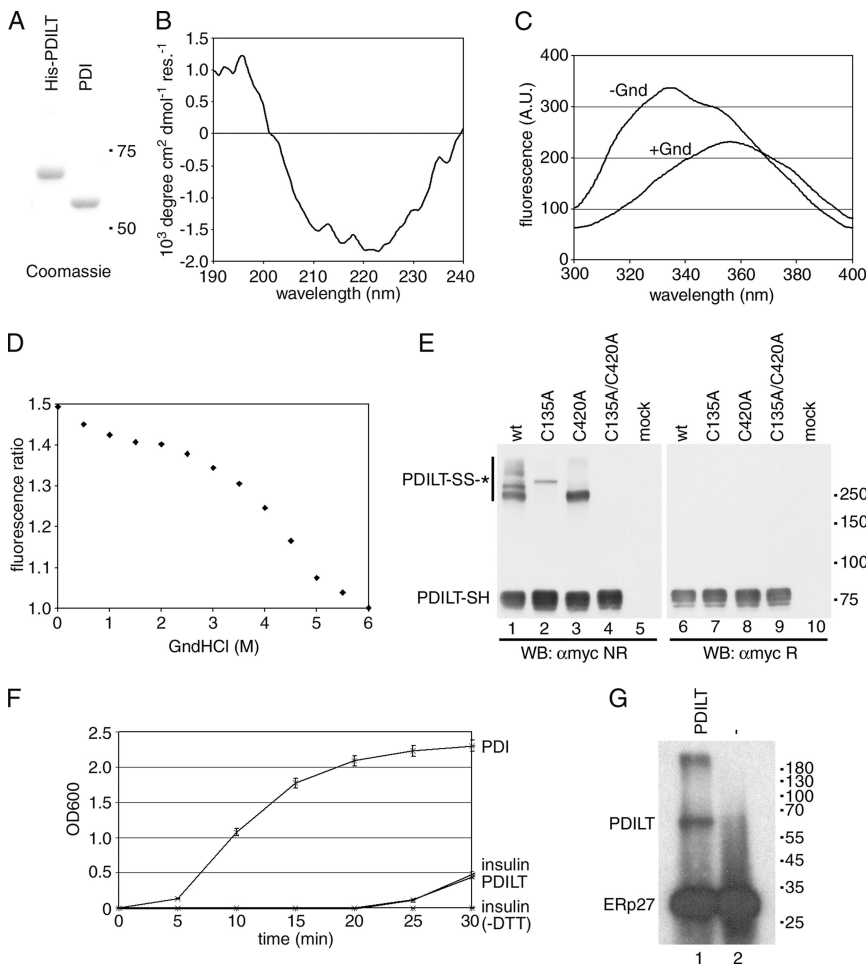 A
His-PDILT
PDI
75
50
Coomassie
B
10³ degree cm² dmol⁻¹ res.⁻¹
1.5
1.0
0.5
0
-0.5
-1.0
-1.5
-2.0
190 200 210 220 230 240
wavelength (nm)
C
fluorescence (A.U.)
400
300
200
100
0
-Gnd
+Gnd
300 320 340 360 380 400
wavelength (nm)
D
fluorescence ratio
1.5
1.4
1.3
1.2
1.1
1.0
0 1 2 3 4 5 6
GndHCl (M)
E
wt
C135A
C420A
C135A/C420A
mock
wt
C135A
C420A
C135A/C420A
mock
PDILT-SS-*
PDILT-SH
250
150
100
75
1 2 3 4 5 6 7 8 9 10
WB: αmyc NR
WB: αmyc R
F
OD600
2.5
2.0
1.5
1.0
0.5
0
0 5 10 15 20 25 30
time (min)
PDI
insulin
PDILT
insulin
(-DTT)
G
PDILT
-
180
130
100
70
55
45
35
25
PDILT
ERp27
1 2